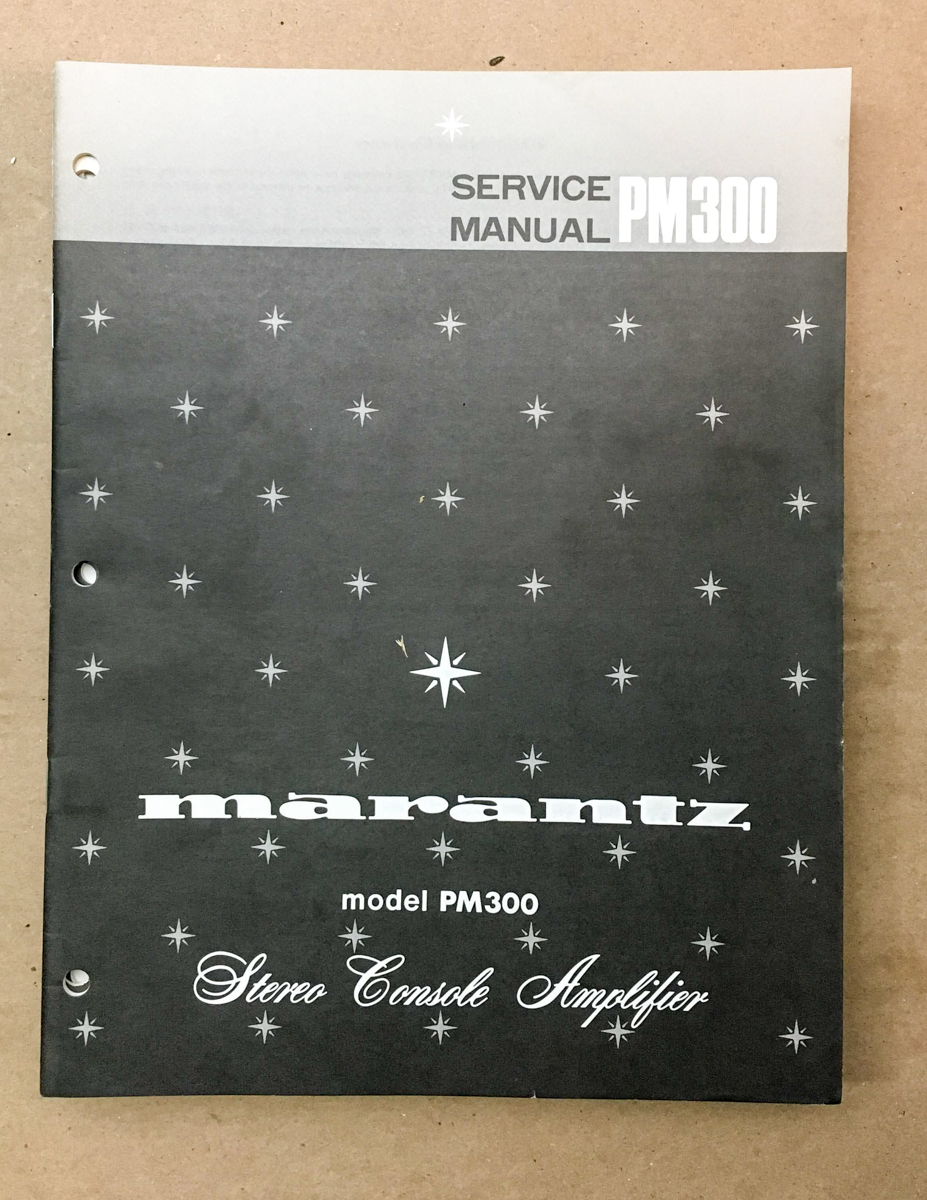 SERVICE
MANUAL PM300
marantz
model PM300
Stereo Console Amplifier